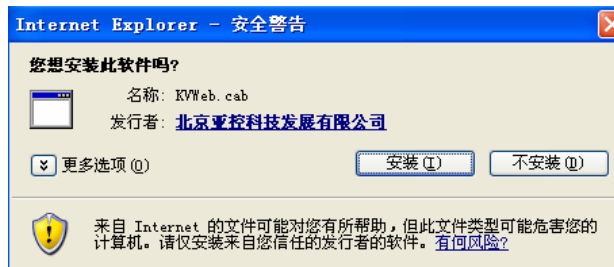 Internet Explorer - 安全警告
您想安装此软件吗?
名称: KVWeb.cab
发行者: 北京亚控科技发展有限公司
更多选项(O)
安装(I)
不安装(D)
来自 Internet 的文件可能对您有所帮助，但此文件类型可能危害您的
计算机。请仅安装来自您信任的发行者的软件。有何风险?